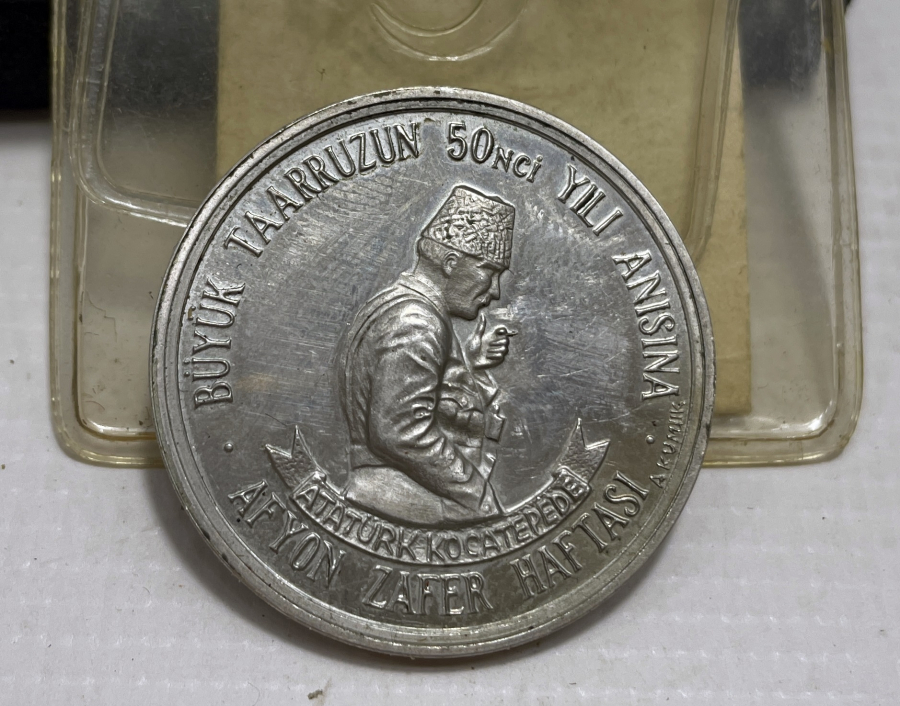 BÜYÜK TAARRUZUN 50NCİ YILI ANISINA
ATATÜRK KOCATEPEDE
AFYON ZAFER HAFTASI